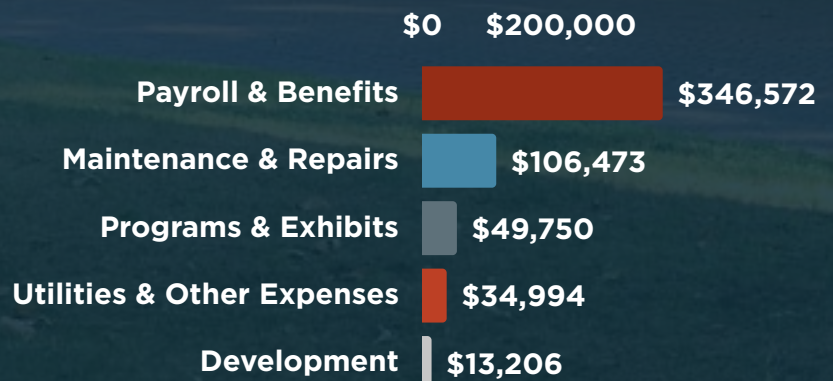 $0 $200,000
Payroll & Benefits $346,572
Maintenance & Repairs $106,473
Programs & Exhibits $49,750
Utilities & Other Expenses $34,994
Development $13,206